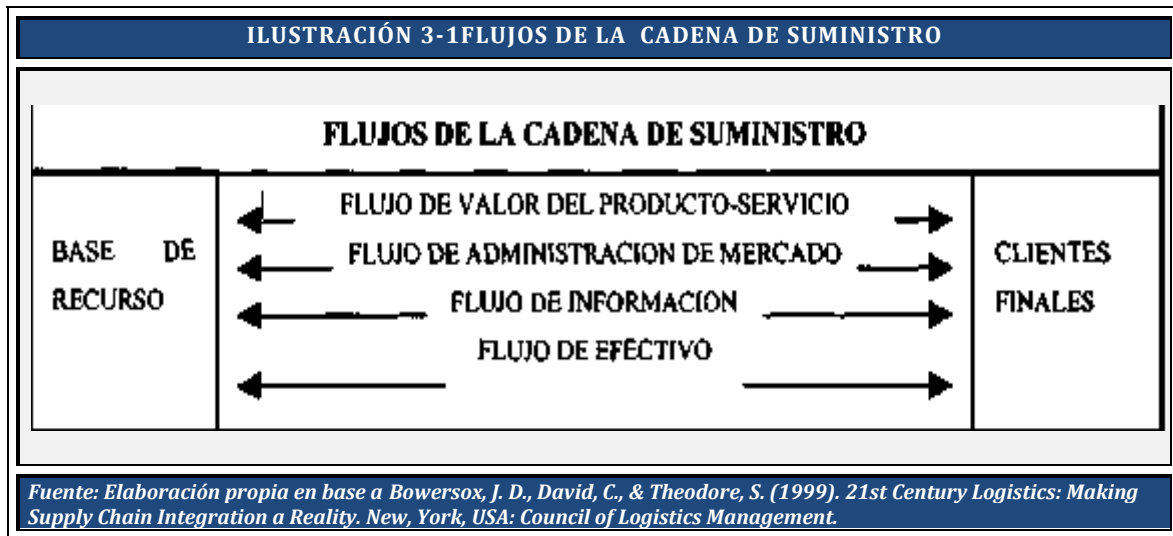 ILUSTRACIÓN 3-1FLUJOS DE LA CADENA DE SUMINISTRO
FLUJOS DE LA CADENA DE SUMINISTRO
BASE DE
RECURSO
FLUJO DE VALOR DEL PRODUCTO-SERVICIO
FLUJO DE ADMINISTRACION DE MERCADO
FLUJO DE INFORMACION
FLUJO DE EFECTIVO
CLIENTES
FINALES
Fuente: Elaboración propia en base a Bowersox, J. D., David, C., & Theodore, S. (1999). 21st Century Logistics: Making
Supply Chain Integration a Reality. New, York, USA: Council of Logistics Management.